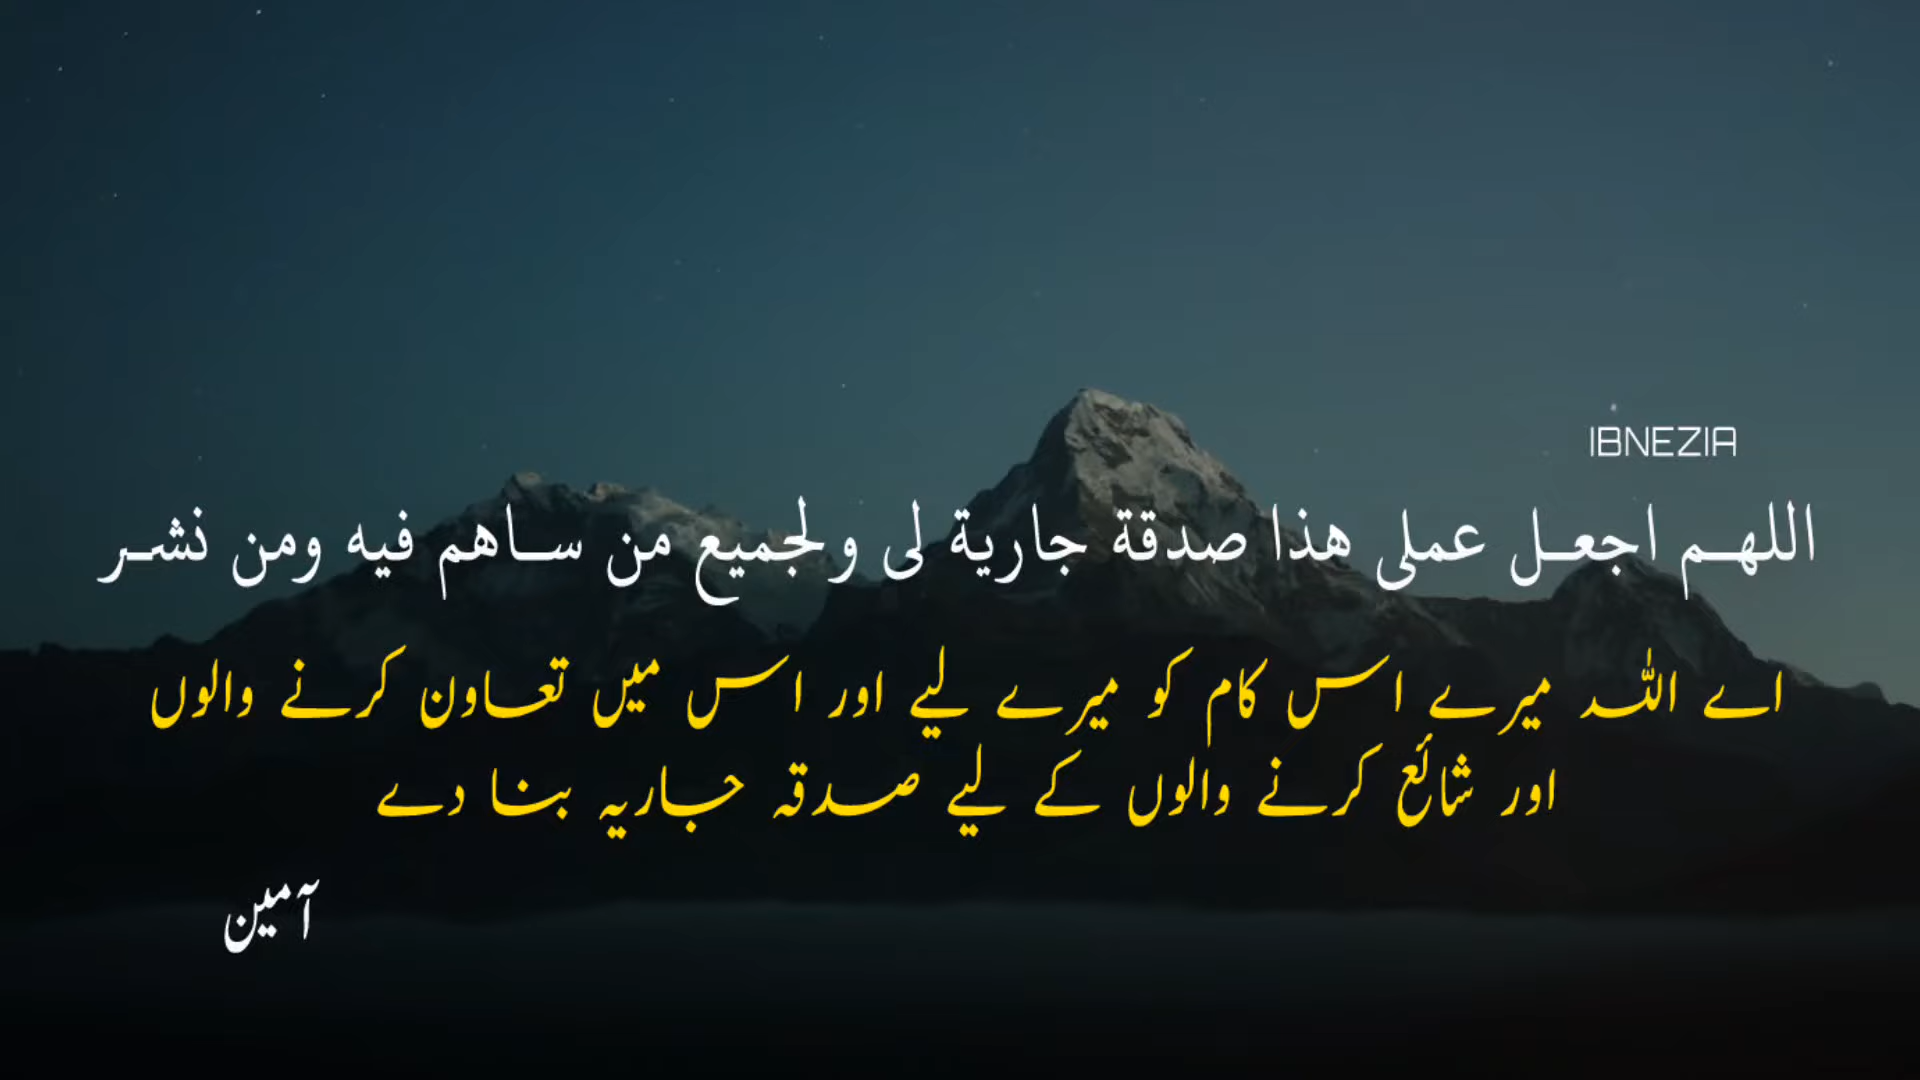 IBNEZIA
اللهم اجعل عملی هذا صدقة جارية لی ولجميع من ساهم فيه ومن نشر
اے اللہ میرے اس کام کو میرے لیے اور اس میں تعاون کرنے والوں
اور شائع کرنے والوں کے لیے صدقہ جاریہ بنا دے
آمین